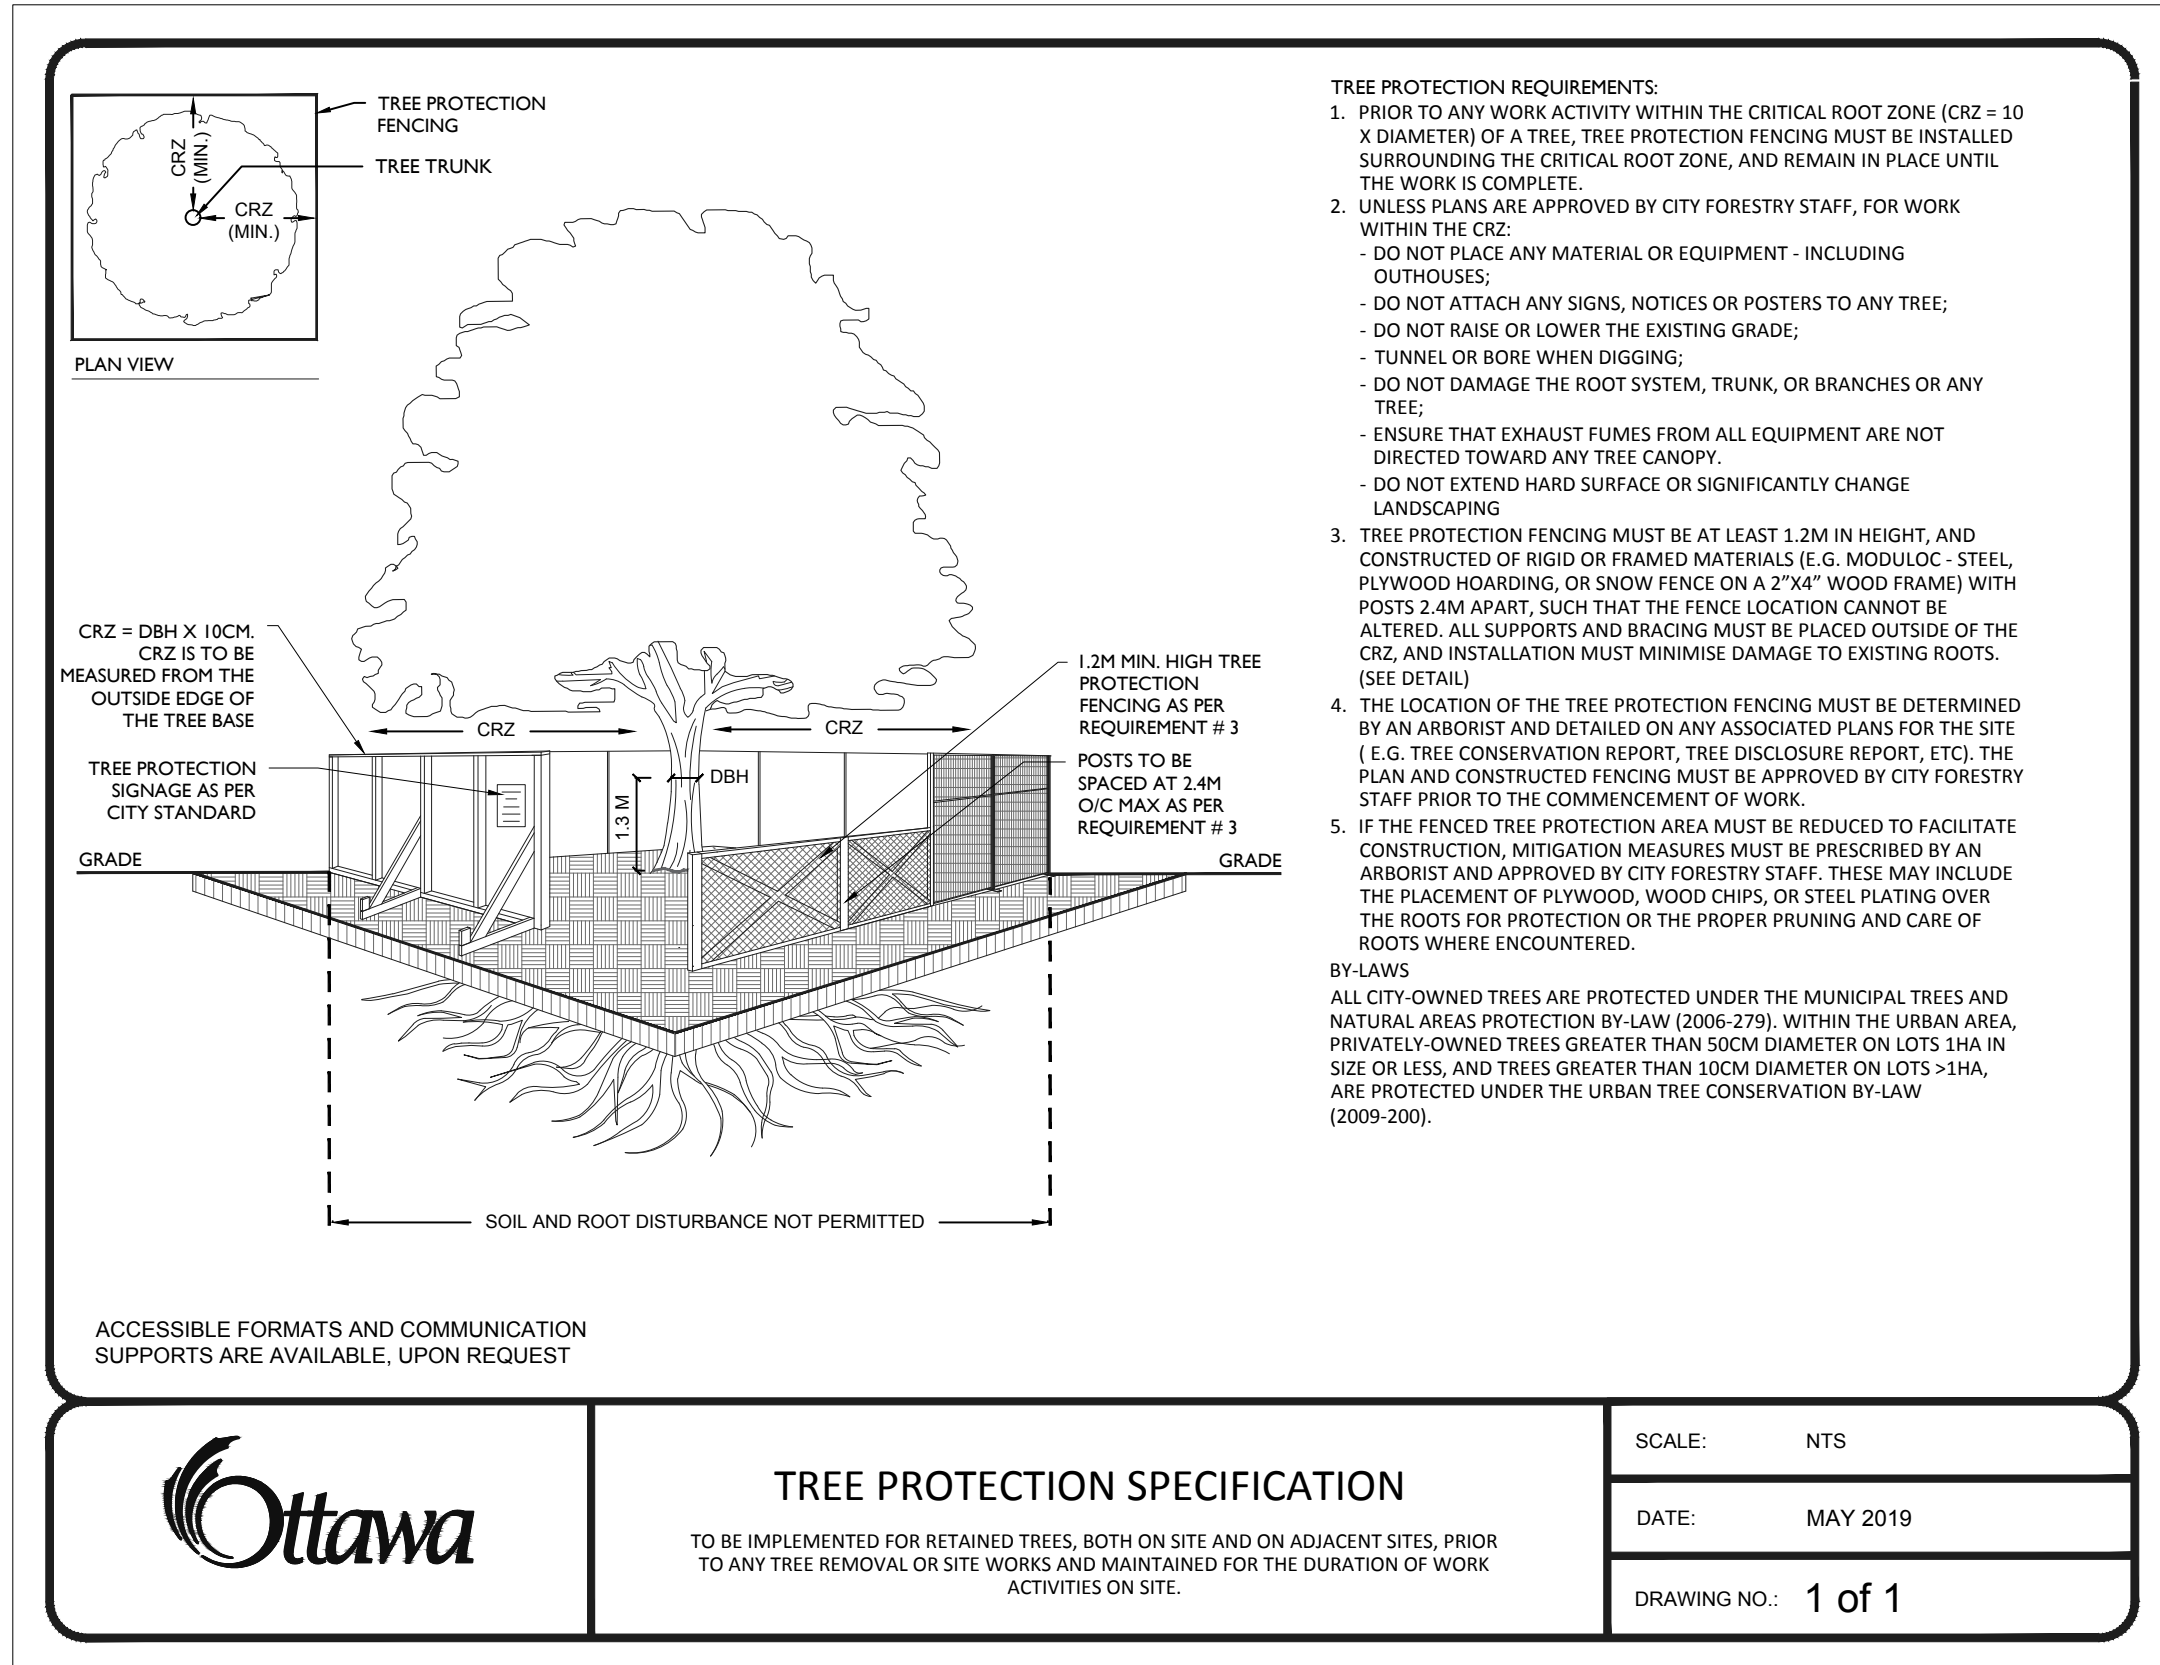 TREE PROTECTION
FENCING
TREE TRUNK
CRZ
(MIN.)
CRZ
(MIN.)
PLAN VIEW
CRZ = DBH X 10CM.
CRZ IS TO BE
MEASURED FROM THE
OUTSIDE EDGE OF
THE TREE BASE
TREE PROTECTION
SIGNAGE AS PER
CITY STANDARD
GRADE
CRZ
CRZ
DBH
1.3 M
1.2M MIN. HIGH TREE
PROTECTION
FENCING AS PER
REQUIREMENT # 3
POSTS TO BE
SPACED AT 2.4M
O/C MAX AS PER
REQUIREMENT # 3
GRADE
SOIL AND ROOT DISTURBANCE NOT PERMITTED
ACCESSIBLE FORMATS AND COMMUNICATION
SUPPORTS ARE AVAILABLE, UPON REQUEST
TREE PROTECTION REQUIREMENTS:
1. PRIOR TO ANY WORK ACTIVITY WITHIN THE CRITICAL ROOT ZONE (CRZ = 10
X DIAMETER) OF A TREE, TREE PROTECTION FENCING MUST BE INSTALLED
SURROUNDING THE CRITICAL ROOT ZONE, AND REMAIN IN PLACE UNTIL
THE WORK IS COMPLETE.
2. UNLESS PLANS ARE APPROVED BY CITY FORESTRY STAFF, FOR WORK
WITHIN THE CRZ:
- DO NOT PLACE ANY MATERIAL OR EQUIPMENT - INCLUDING
OUTHOUSES;
- DO NOT ATTACH ANY SIGNS, NOTICES OR POSTERS TO ANY TREE;
- DO NOT RAISE OR LOWER THE EXISTING GRADE;
- TUNNEL OR BORE WHEN DIGGING;
- DO NOT DAMAGE THE ROOT SYSTEM, TRUNK, OR BRANCHES OR ANY
TREE;
- ENSURE THAT EXHAUST FUMES FROM ALL EQUIPMENT ARE NOT
DIRECTED TOWARD ANY TREE CANOPY.
- DO NOT EXTEND HARD SURFACE OR SIGNIFICANTLY CHANGE
LANDSCAPING
3. TREE PROTECTION FENCING MUST BE AT LEAST 1.2M IN HEIGHT, AND
CONSTRUCTED OF RIGID OR FRAMED MATERIALS (E.G. MODULOC - STEEL,
PLYWOOD HOARDING, OR SNOW FENCE ON A 2”X4” WOOD FRAME) WITH
POSTS 2.4M APART, SUCH THAT THE FENCE LOCATION CANNOT BE
ALTERED. ALL SUPPORTS AND BRACING MUST BE PLACED OUTSIDE OF THE
CRZ, AND INSTALLATION MUST MINIMISE DAMAGE TO EXISTING ROOTS.
(SEE DETAIL)
4. THE LOCATION OF THE TREE PROTECTION FENCING MUST BE DETERMINED
BY AN ARBORIST AND DETAILED ON ANY ASSOCIATED PLANS FOR THE SITE
( E.G. TREE CONSERVATION REPORT, TREE DISCLOSURE REPORT, ETC). THE
PLAN AND CONSTRUCTED FENCING MUST BE APPROVED BY CITY FORESTRY
STAFF PRIOR TO THE COMMENCEMENT OF WORK.
5. IF THE FENCED TREE PROTECTION AREA MUST BE REDUCED TO FACILITATE
CONSTRUCTION, MITIGATION MEASURES MUST BE PRESCRIBED BY AN
ARBORIST AND APPROVED BY CITY FORESTRY STAFF. THESE MAY INCLUDE
THE PLACEMENT OF PLYWOOD, WOOD CHIPS, OR STEEL PLATING OVER
THE ROOTS FOR PROTECTION OR THE PROPER PRUNING AND CARE OF
ROOTS WHERE ENCOUNTERED.
BY-LAWS
ALL CITY-OWNED TREES ARE PROTECTED UNDER THE MUNICIPAL TREES AND
NATURAL AREAS PROTECTION BY-LAW (2006-279). WITHIN THE URBAN AREA,
PRIVATELY-OWNED TREES GREATER THAN 50CM DIAMETER ON LOTS 1HA IN
SIZE OR LESS, AND TREES GREATER THAN 10CM DIAMETER ON LOTS >1HA,
ARE PROTECTED UNDER THE URBAN TREE CONSERVATION BY-LAW
(2009-200).
Ottawa
TREE PROTECTION SPECIFICATION
TO BE IMPLEMENTED FOR RETAINED TREES, BOTH ON SITE AND ON ADJACENT SITES, PRIOR
TO ANY TREE REMOVAL OR SITE WORKS AND MAINTAINED FOR THE DURATION OF WORK
ACTIVITIES ON SITE.
SCALE: NTS
DATE: MAY 2019
DRAWING NO.: 1 of 1